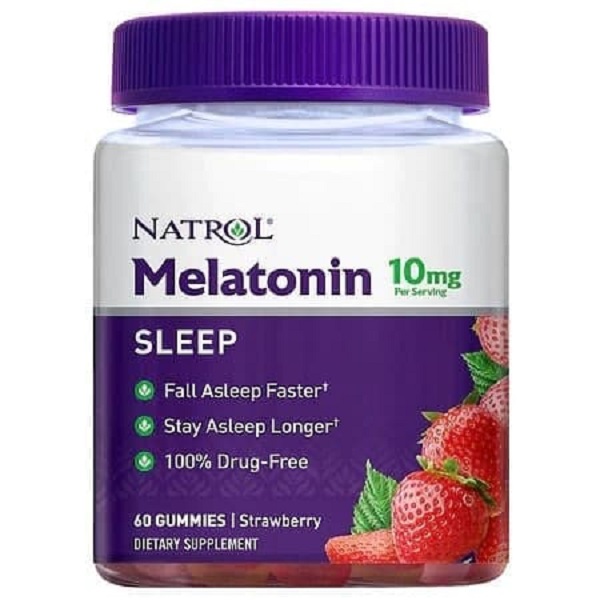 NATROL®
Melatonin 10mg
Per Serving
SLEEP
Fall Asleep Faster†
Stay Asleep Longer†
100% Drug-Free
60 GUMMIES | Strawberry
DIETARY SUPPLEMENT